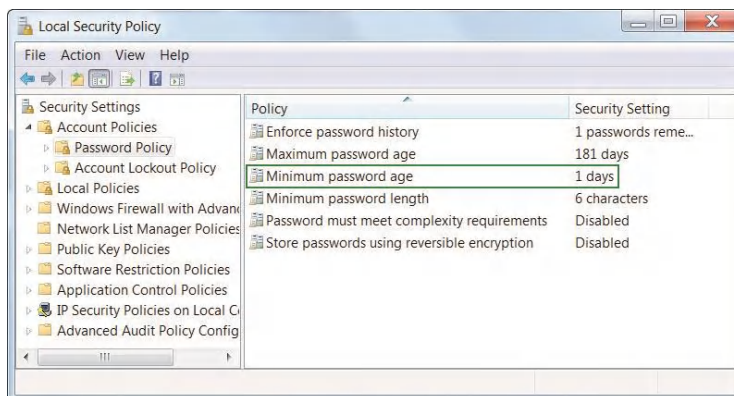 Local Security Policy
File Action View Help
Security Settings
Account Policies
Password Policy
Account Lockout Policy
Local Policies
Windows Firewall with Advan
Network List Manager Policies
Public Key Policies
Software Restriction Policies
Application Control Policies
IP Security Policies on Local C
Advanced Audit Policy Config
Policy Security Setting
Enforce password history 1 passwords reme...
Maximum password age 181 days
Minimum password age 1 days
Minimum password length 6 characters
Password must meet complexity requirements Disabled
Store passwords using reversible encryption Disabled